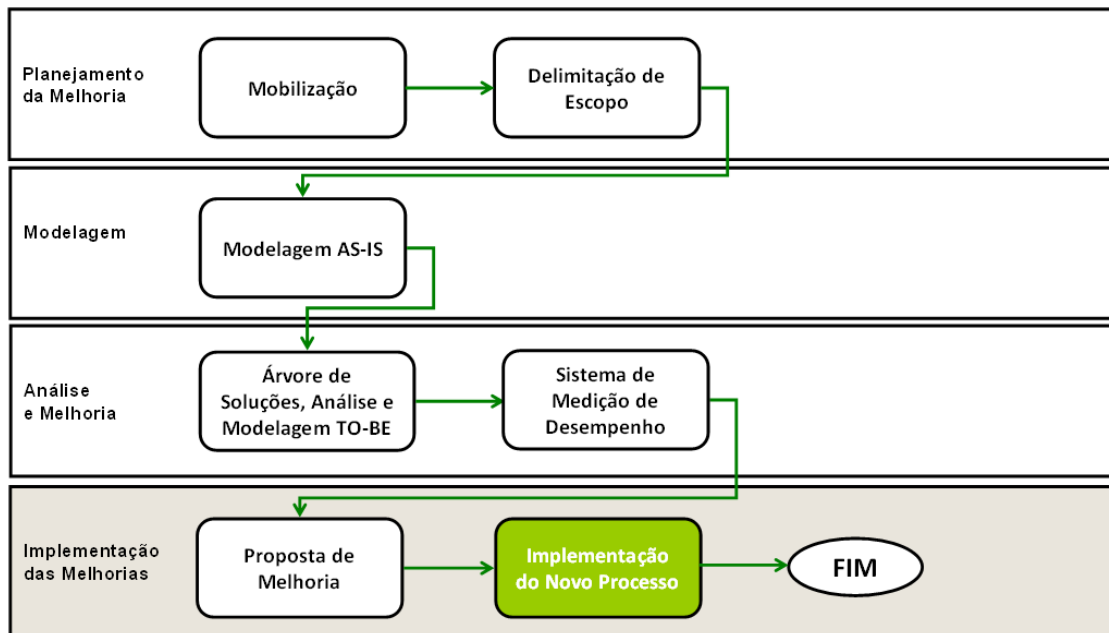 Planejamento
da Melhoria
Mobilização
Delimitação de
Escopo
Modelagem
Modelagem AS-IS
Análise
e Melhoria
Árvore de
Soluções, Análise e
Modelagem TO-BE
Sistema de
Medição de
Desempenho
Implementação
das Melhorias
Proposta de
Melhoria
Implementação
do Novo Processo
FIM